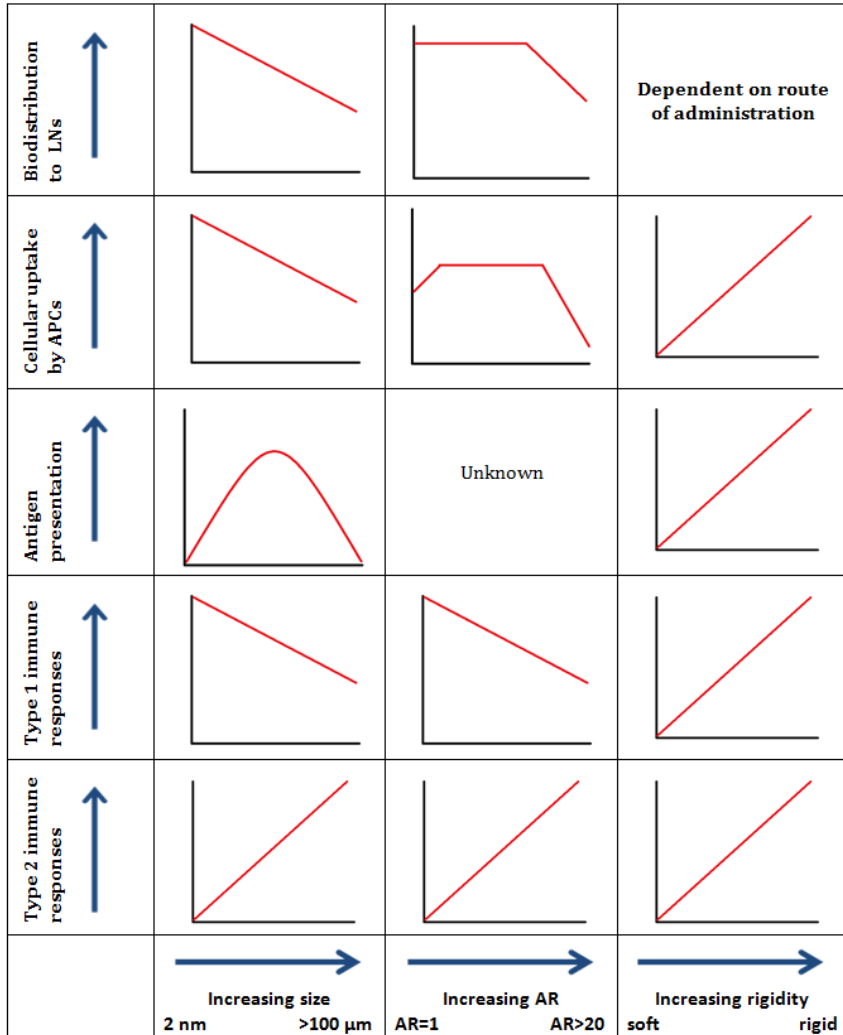 Biodistribution
to LNs
Dependent on route
of administration
Cellular uptake
by APCs
Antigen
presentation
Unknown
Type 1 immune
responses
Type 2 immune
responses
Increasing size
2 nm >100 μm
Increasing AR
AR=1 AR>20
Increasing rigidity
soft rigid